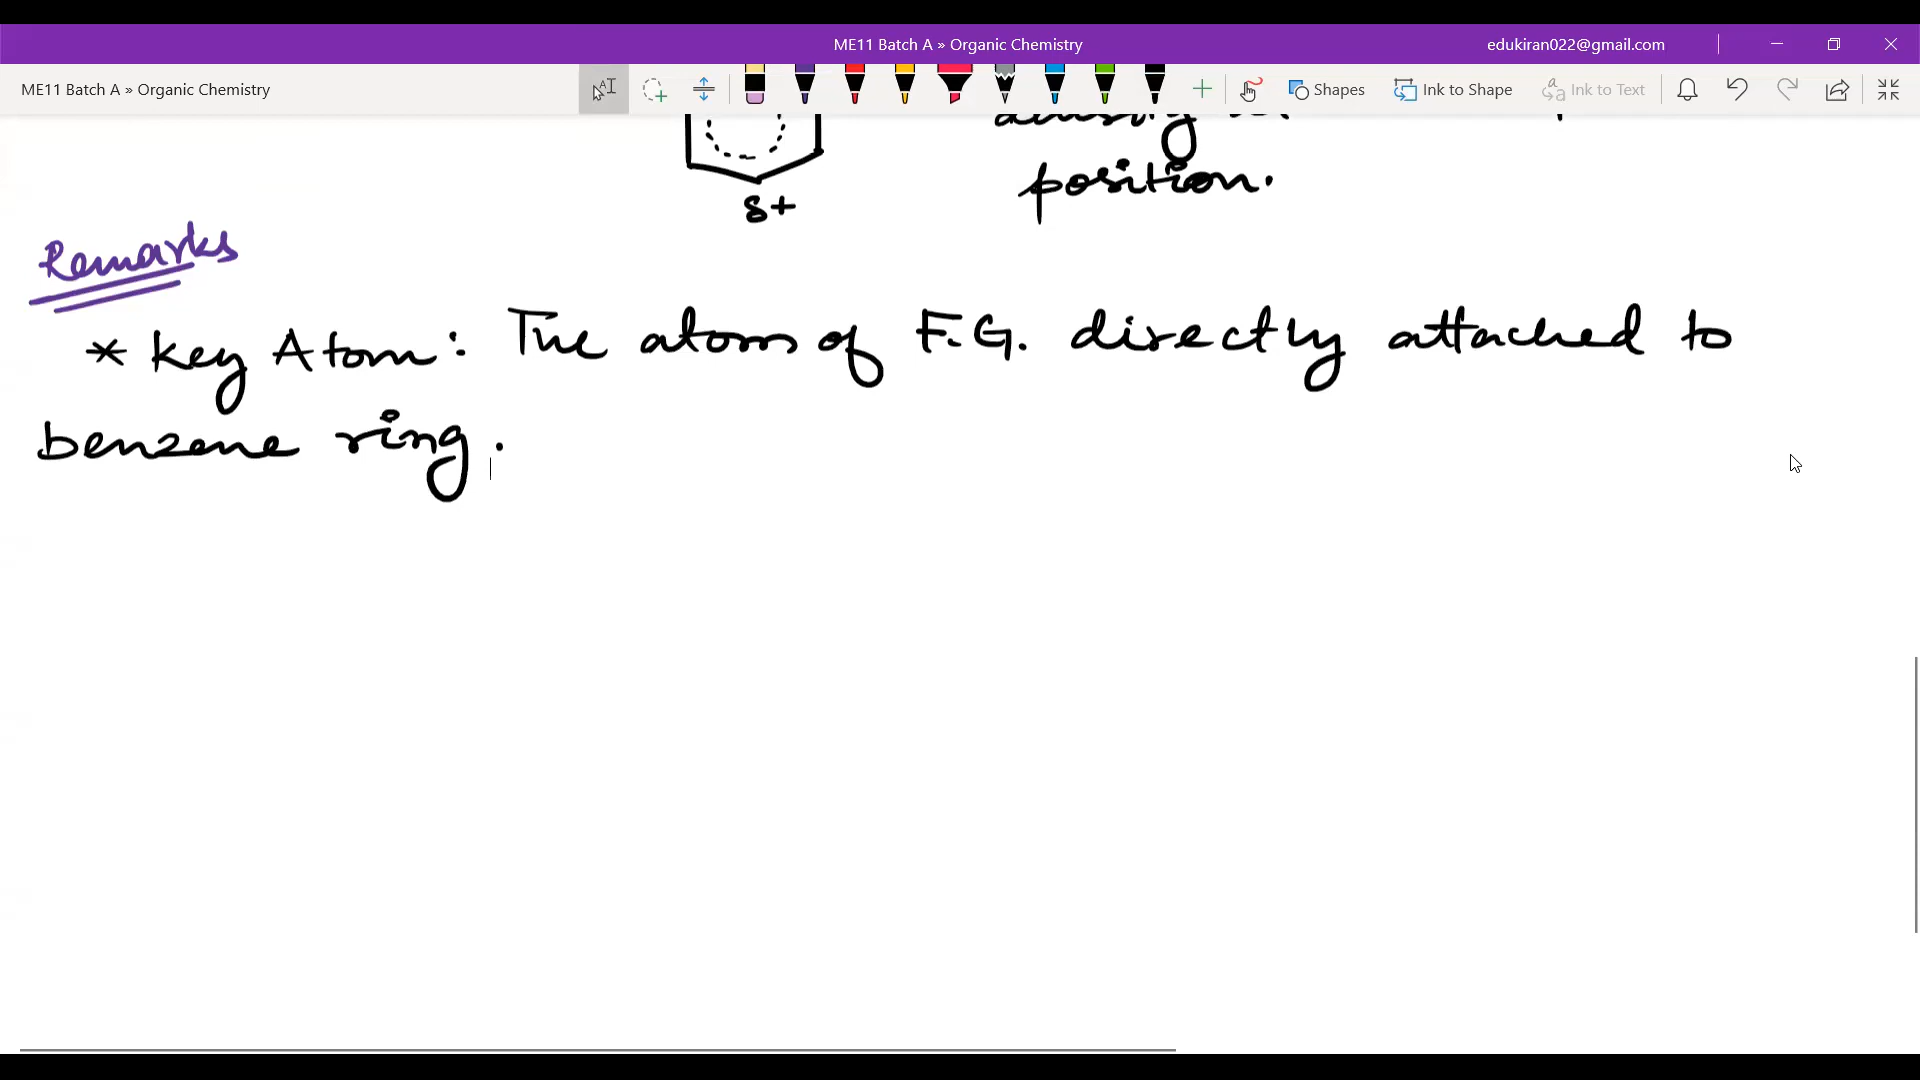 ME11 Batch A » Organic Chemistry
edukiran022@gmail.com
ME11 Batch A » Organic Chemistry
Shapes
Ink to Shape
Ink to Text
position.
δ+
Remarks
* Key Atom: The atom of F.G. directly attached to
benzene ring.